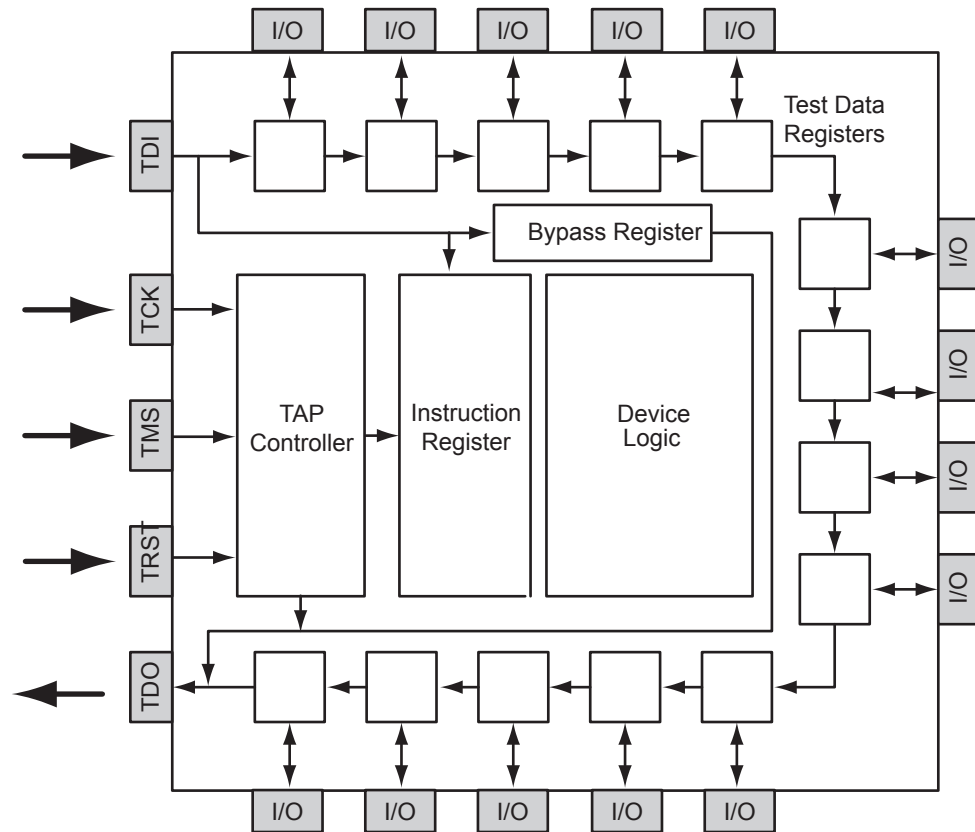 I/O
I/O
I/O
I/O
I/O
Test Data
Registers
TDI
Bypass Register
I/O
TCK
I/O
TAP
Controller
Instruction
Register
Device
Logic
TMS
I/O
TRST
I/O
TDO
I/O
I/O
I/O
I/O
I/O